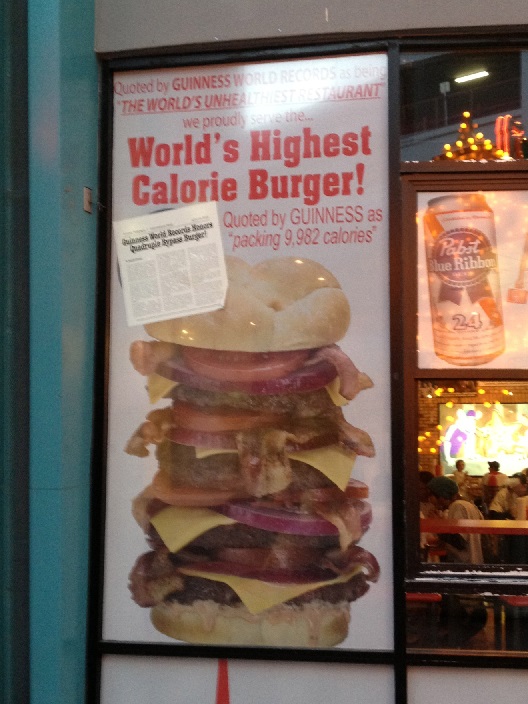 Quoted by GUINNESS WORLD RECORDS as being
"THE WORLD'S UNHEALTHIEST RESTAURANT"
we proudly serve the...
World's Highest
Calorie Burger!
Quoted by GUINNESS as
"packing 9,982 calories"
Guinness World Records Honors
Quadruple Bypass Burger!
Pabst
Blue Ribbon
24